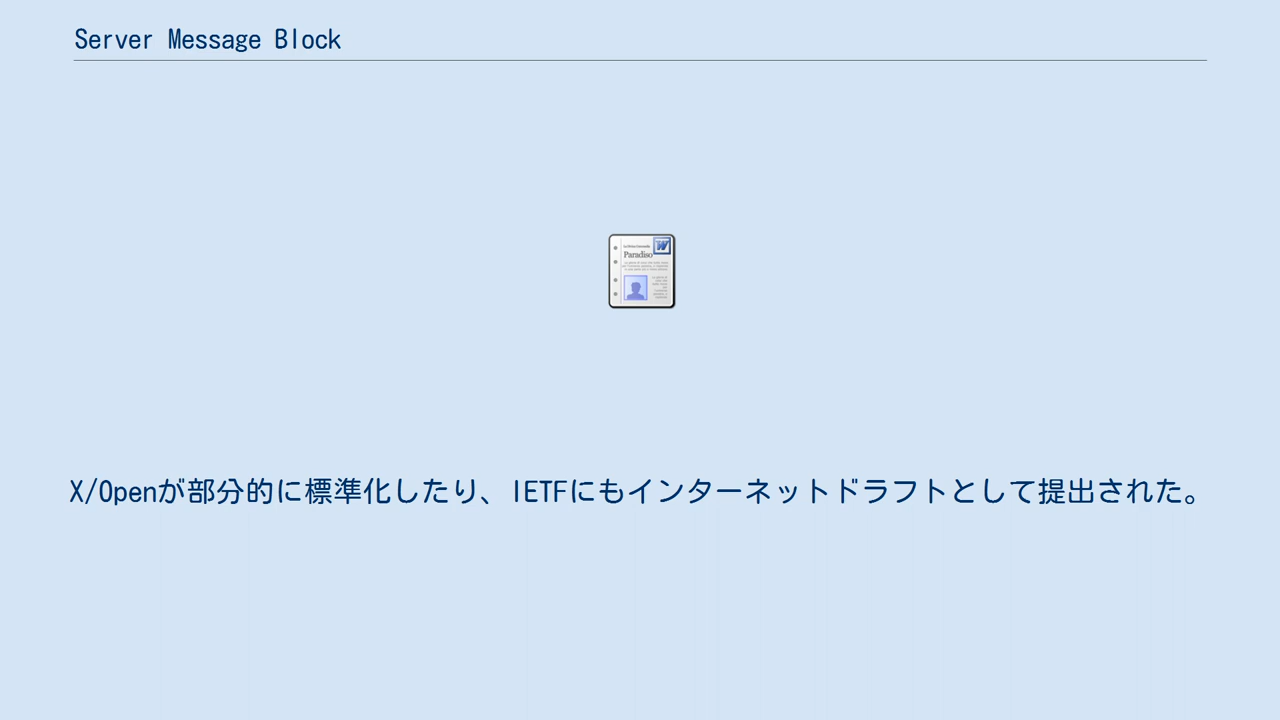 Server Message Block
Paradiso
X/Openが部分的に標準化したり、IETFにもインターネットドラフトとして提出された。